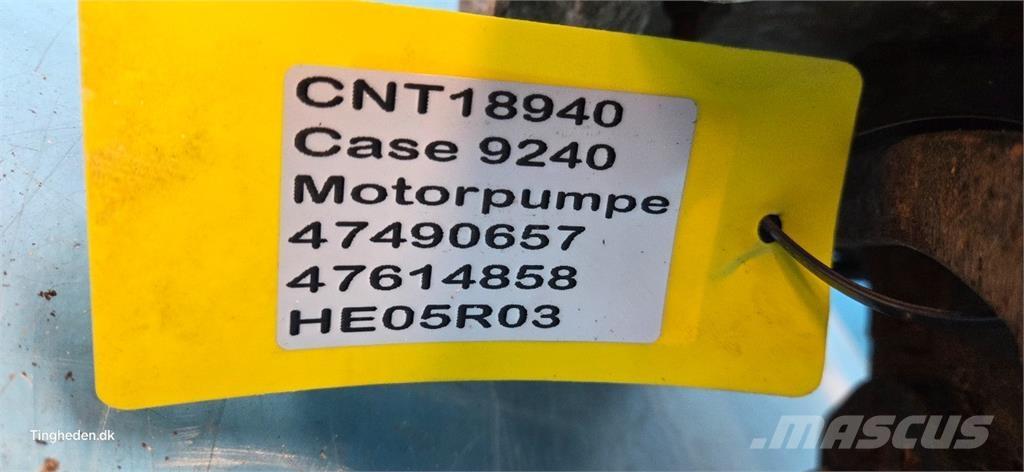 CNT18940
Case 9240
Motorpumpe
47490657
47614858
HE05R03
Tingheden.dk
MASCUS